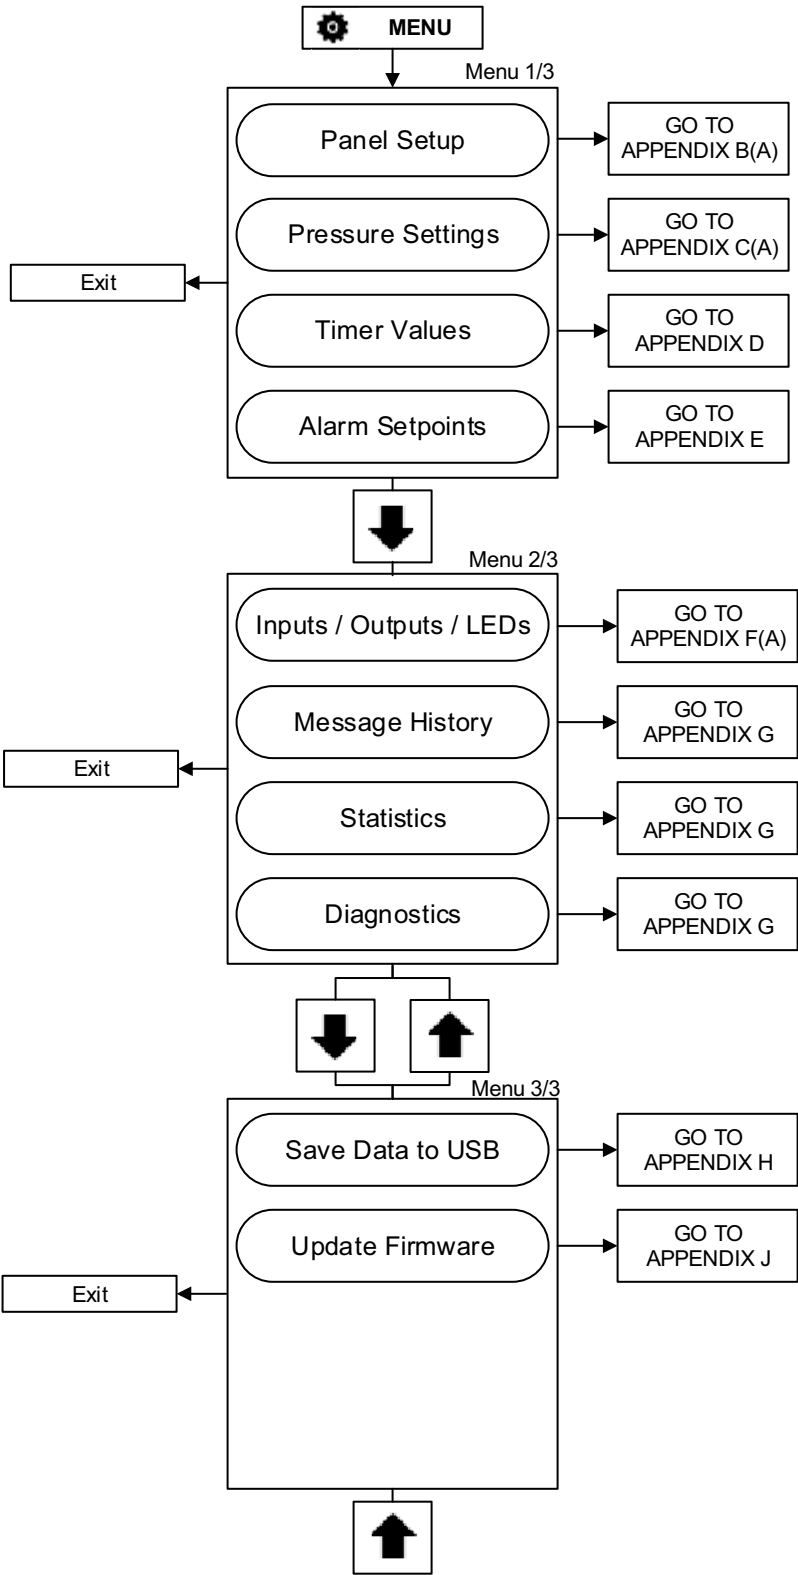 MENU
Menu 1/3
Panel Setup
GO TO
APPENDIX B(A)
Pressure Settings
GO TO
APPENDIX C(A)
Exit
Timer Values
GO TO
APPENDIX D
Alarm Setpoints
GO TO
APPENDIX E
Menu 2/3
Inputs / Outputs / LEDs
GO TO
APPENDIX F(A)
Message History
GO TO
APPENDIX G
Exit
Statistics
GO TO
APPENDIX G
Diagnostics
GO TO
APPENDIX G
Menu 3/3
Save Data to USB
GO TO
APPENDIX H
Update Firmware
GO TO
APPENDIX J
Exit